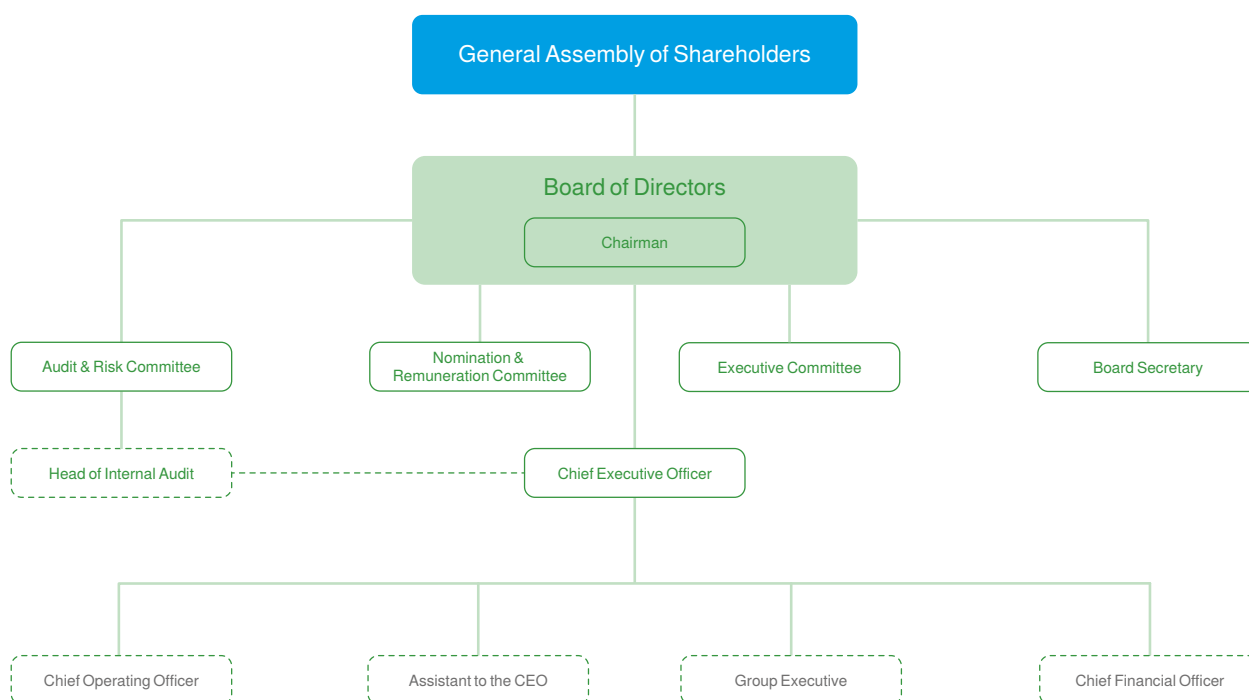 General Assembly of Shareholders
Board of Directors
Chairman
Audit & Risk Committee
Nomination &
Remuneration Committee
Executive Committee
Board Secretary
Head of Internal Audit
Chief Executive Officer
Chief Operating Officer
Assistant to the CEO
Group Executive
Chief Financial Officer